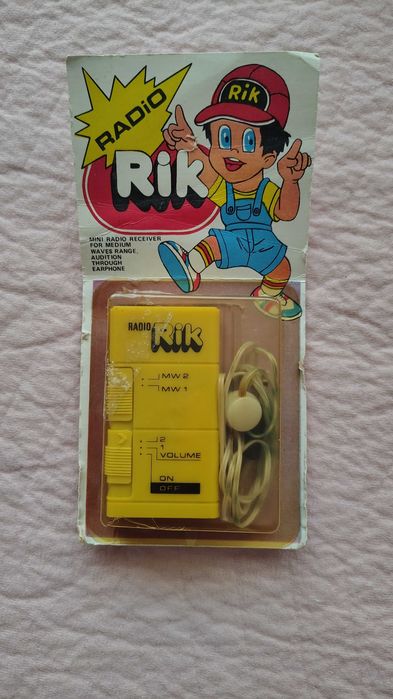 RADiO
Rik
Rik
MINI RADIO RECEIVER
FOR MEDIUM
WAVES RANGE,
AUDITION
THROUGH
EARPHONE
RADIO Rik
MW 2
MW 1
2
1
VOLUME
ON
OFF